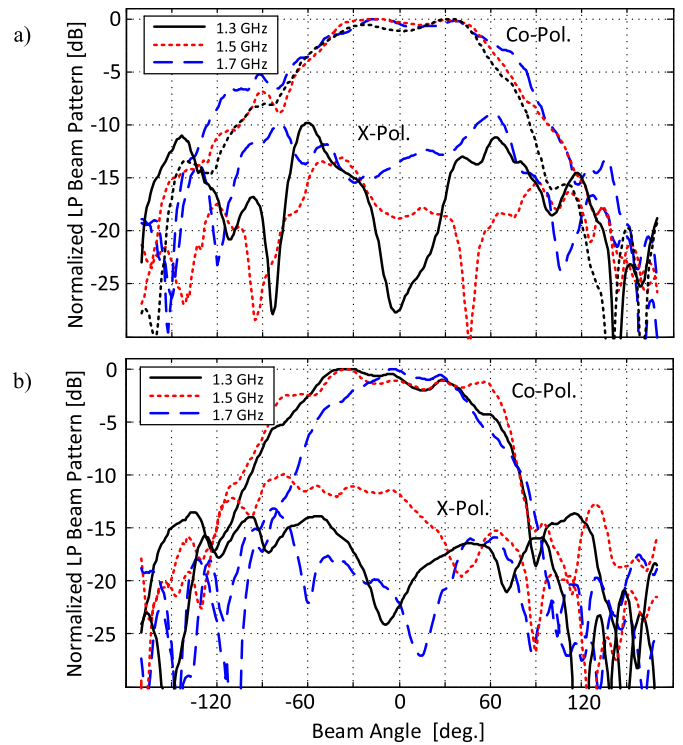 a)
Normalized LP Beam Pattern [dB]
0
-5
-10
-15
-20
-25
1.3 GHz
1.5 GHz
1.7 GHz
Co-Pol.
X-Pol.
b)
Normalized LP Beam Pattern [dB]
0
-5
-10
-15
-20
-25
1.3 GHz
1.5 GHz
1.7 GHz
Co-Pol.
X-Pol.
-120 -60 0 60 120
Beam Angle [deg.]